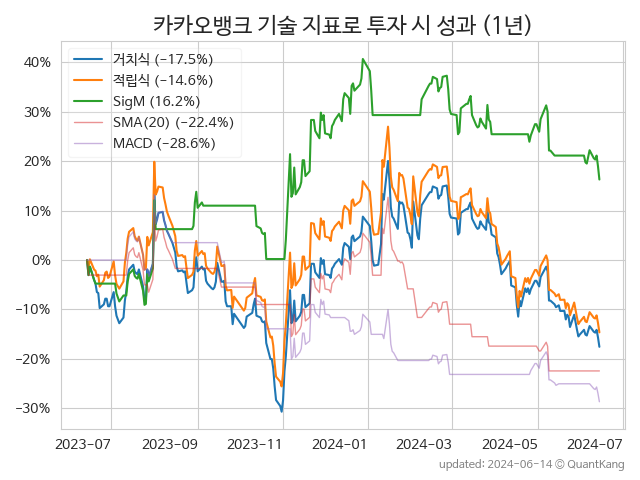 카카오뱅크 기술 지표로 투자 시 성과 (1년)
거치식 (−17.5%)
적립식 (−14.6%)
SigM (16.2%)
SMA(20) (−22.4%)
MACD (−28.6%)
40%
30%
20%
10%
0%
−10%
−20%
−30%
2023-07 2023-09 2023-11 2024-01 2024-03 2024-05 2024-07
updated: 2024-06-14 © QuantKang